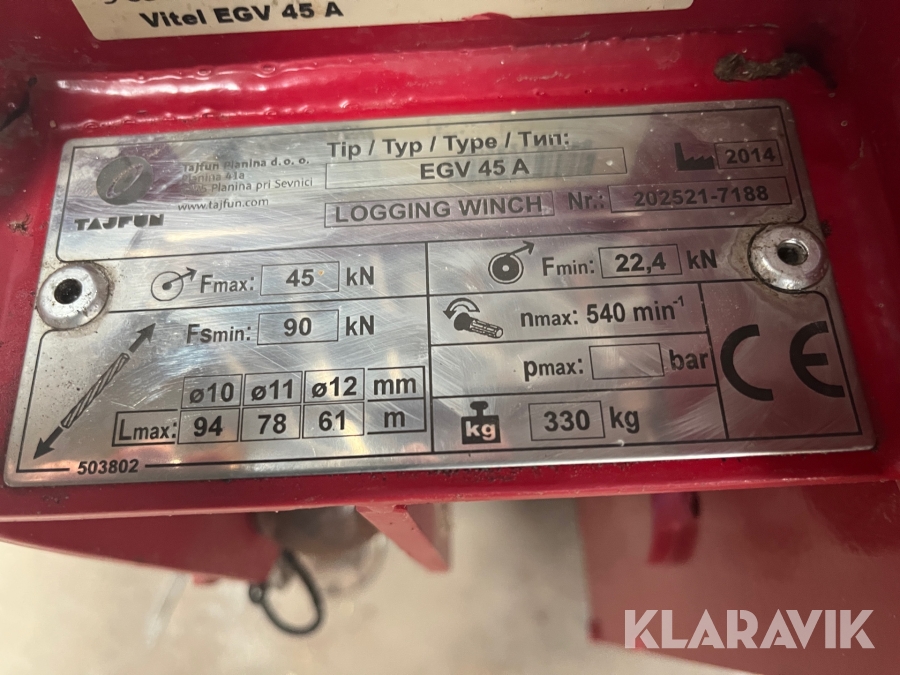 Vitel EGV 45 A
Tip / Typ / Type / Тип:
EGV 45 A
2014
Tajfun Planina d.o.o.
Planina 41a
Planina pri Sevnici
www.tajfun.com
TAJFUN
LOGGING WINCH Nr.: 202521-7188
Fmax: 45 kN
Fmin: 22,4 kN
Fsmin: 90 kN
nmax: 540 min-1
pmax: bar
ø10 ø11 ø12 mm
Lmax: 94 78 61 m
kg 330 kg
CE
503802
KLARAVIK